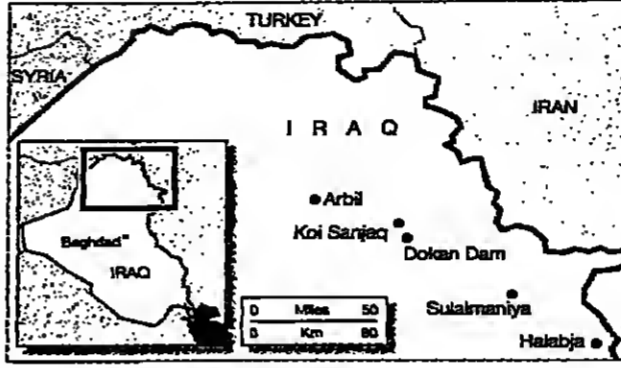 TURKEY
SYRIA
IRAN
I R A Q
Arbil
Koi Sanjaq
Dokan Dam
Baghdad
IRAQ
0 Miles 50
0 Km 80
Sulaimaniya
Halabja